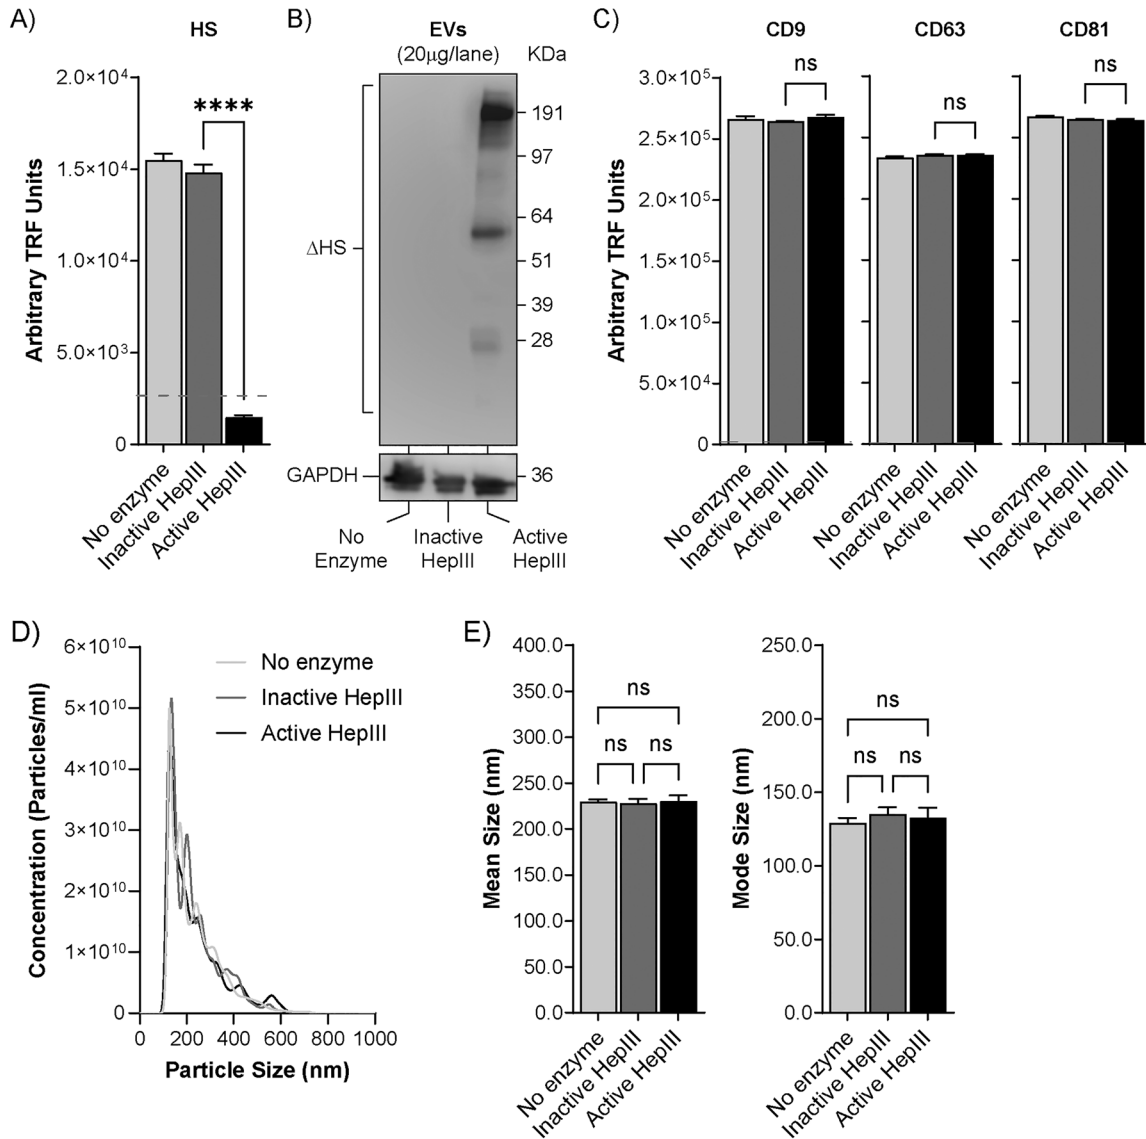 A)
HS
Arbitrary TRF Units
2.0×10⁴
1.5×10⁴
1.0×10⁴
5.0×10³
0
****
No enzyme
Inactive HepIII
Active HepIII
B)
EVs
(20µg/lane)
KDa
191
97
64
51
39
28
ΔHS
GAPDH
36
No
Enzyme
Inactive
HepIII
Active
HepIII
C)
CD9
CD63
CD81
Arbitrary TRF Units
3.0×10⁵
2.5×10⁵
2.0×10⁵
1.5×10⁵
1.0×10⁵
5.0×10⁴
0
ns
ns
ns
No enzyme
Inactive HepIII
Active HepIII
No enzyme
Inactive HepIII
Active HepIII
No enzyme
Inactive HepIII
Active HepIII
D)
Concentration (Particles/ml)
6×10¹⁰
5×10¹⁰
4×10¹⁰
3×10¹⁰
2×10¹⁰
1×10¹⁰
0
No enzyme
Inactive HepIII
Active HepIII
0 200 400 600 800 1000
Particle Size (nm)
E)
Mean Size (nm)
400.0
350.0
300.0
250.0
200.0
150.0
100.0
50.0
0.0
ns
ns ns
No enzyme
Inactive HepIII
Active HepIII
Mode Size (nm)
250.0
200.0
150.0
100.0
50.0
0.0
ns
ns ns
No enzyme
Inactive HepIII
Active HepIII